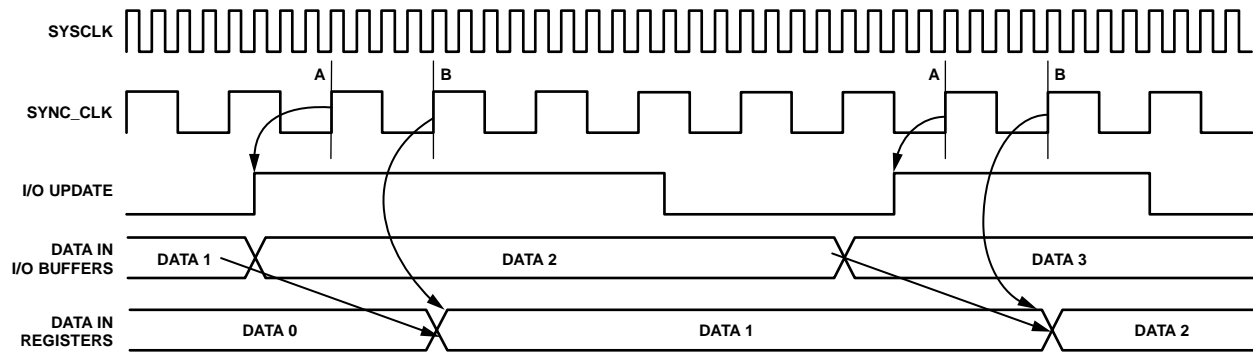 SYSCLK
A B A B
SYNC_CLK
I/O UPDATE
DATA IN
I/O BUFFERS
DATA 1 DATA 2 DATA 3
DATA IN
REGISTERS
DATA 0 DATA 1 DATA 2